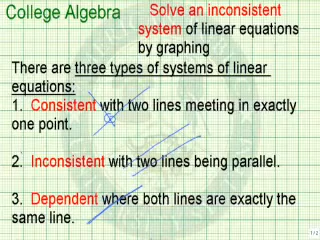 College Algebra
Solve an inconsistent
system of linear equations
by graphing
There are three types of systems of linear
equations:
1. Consistent with two lines meeting in exactly
one point.
2. Inconsistent with two lines being parallel.
3. Dependent where both lines are exactly the
same line.
1/2